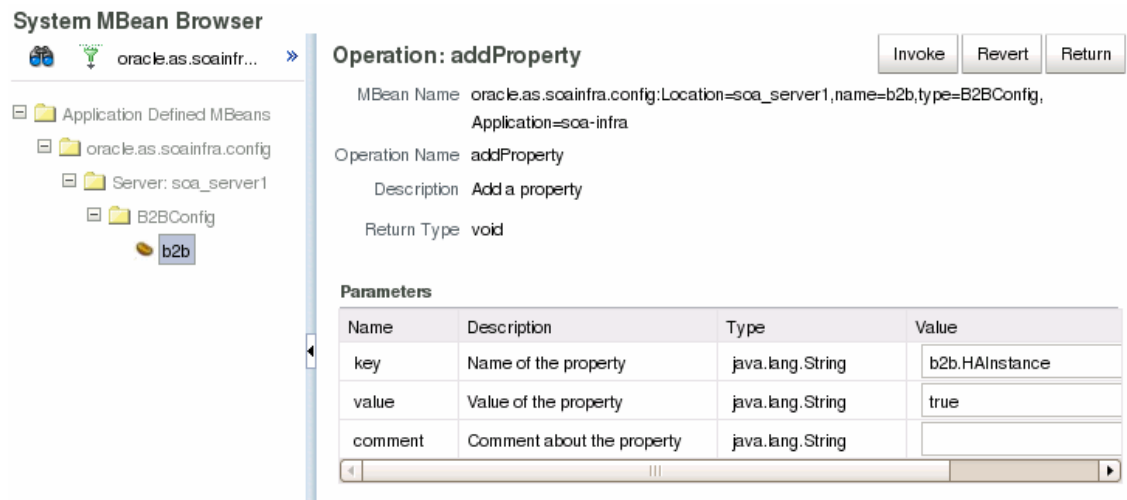 System MBean Browser
oracle.as.soainfr... »
Application Defined MBeans
oracle.as.soainfra.config
Server: soa_server1
B2BConfig
b2b
Operation: addProperty
Invoke Revert Return
MBean Name oracle.as.soainfra.config:Location=soa_server1,name=b2b,type=B2BConfig,
Application=soa-infra
Operation Name addProperty
Description Add a property
Return Type void
Parameters
Name Description Type Value
key Name of the property java.lang.String b2b.HAInstance
value Value of the property java.lang.String true
comment Comment about the property java.lang.String